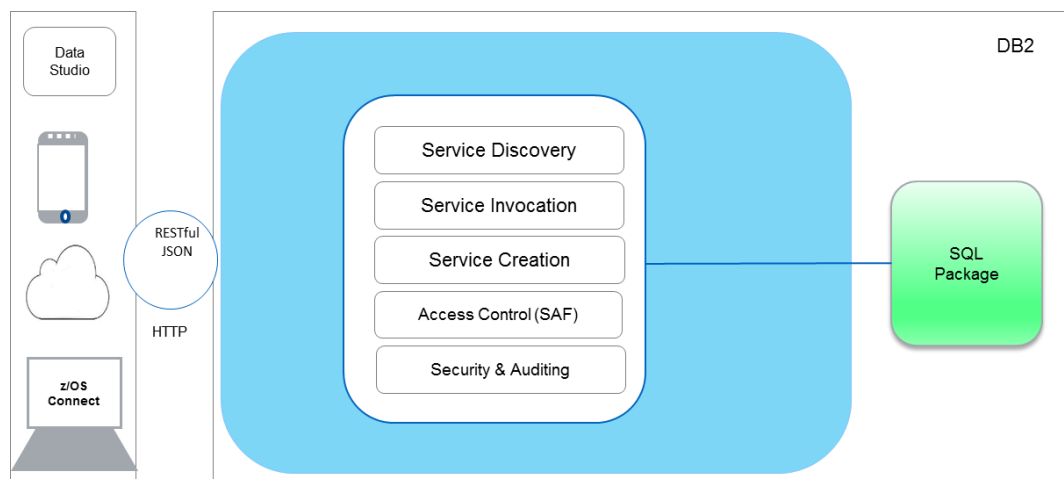 Data
Studio
z/OS
Connect
RESTful
JSON
HTTP
Service Discovery
Service Invocation
Service Creation
Access Control (SAF)
Security & Auditing
DB2
SQL
Package